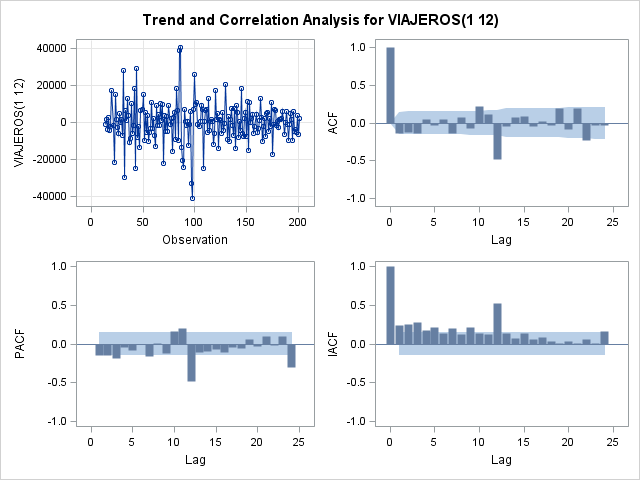 Trend and Correlation Analysis for VIAJEROS(1 12)
VIAJEROS(1 12)
40000
20000
0
-20000
-40000
0 50 100 150 200
Observation
ACF
1.0
0.5
0.0
-0.5
-1.0
0 5 10 15 20 25
Lag
PACF
1.0
0.5
0.0
-0.5
-1.0
0 5 10 15 20 25
Lag
IACF
1.0
0.5
0.0
-0.5
-1.0
0 5 10 15 20 25
Lag